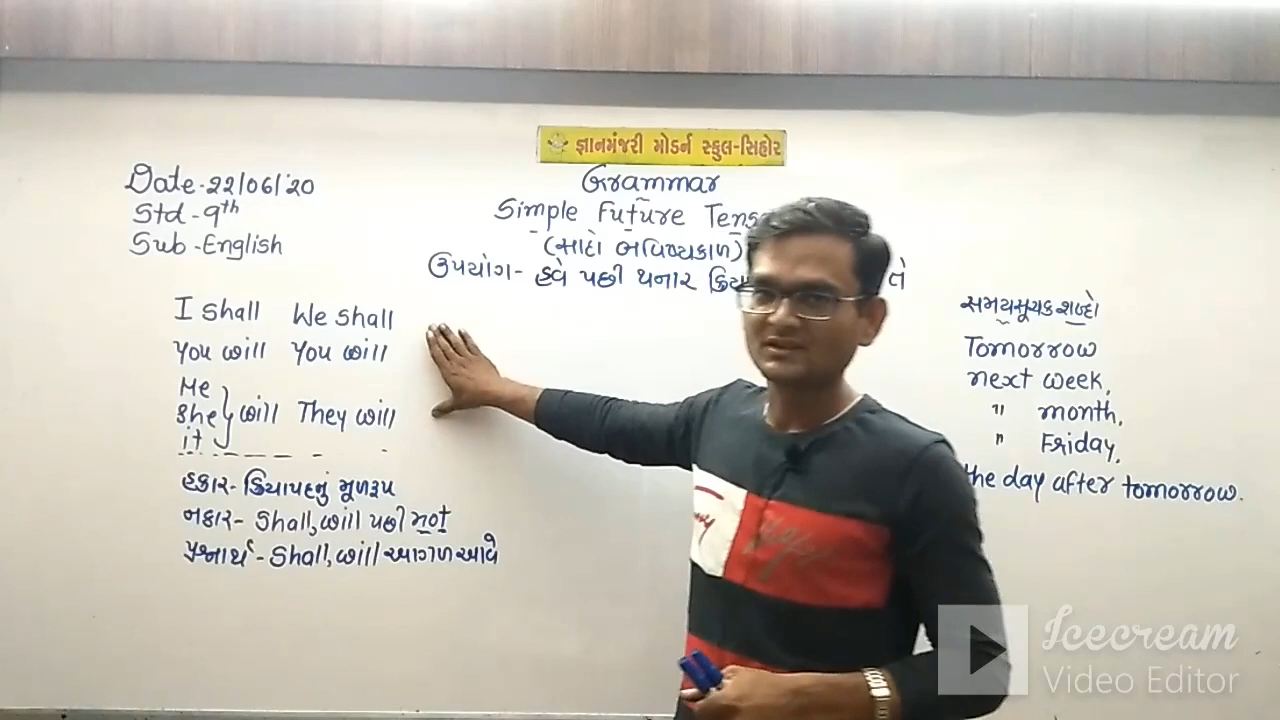 જ્ઞાનમંજરી મોડર્ન સ્કુલ-સિહોર
Date-22/06/'20
Std-9th
Sub-English
Grammar
Simple Future Tens
(સાદો ભવિષ્યકાળ)
ઉપયોગ- હવે પછી થનાર ક્રિયા
I Shall We shall
You will You will
He
She } will They will
it
હકાર- ક્રિયાપદનું મૂળરૂપ
નકાર- Shall, will પછી not
પ્રશ્નાર્થ- Shall, will આગળ આવે
સમયસૂચક શબ્દો
Tomorrow
next week,
" month,
" Friday,
the day after tomorrow.
Icecream
Video Editor